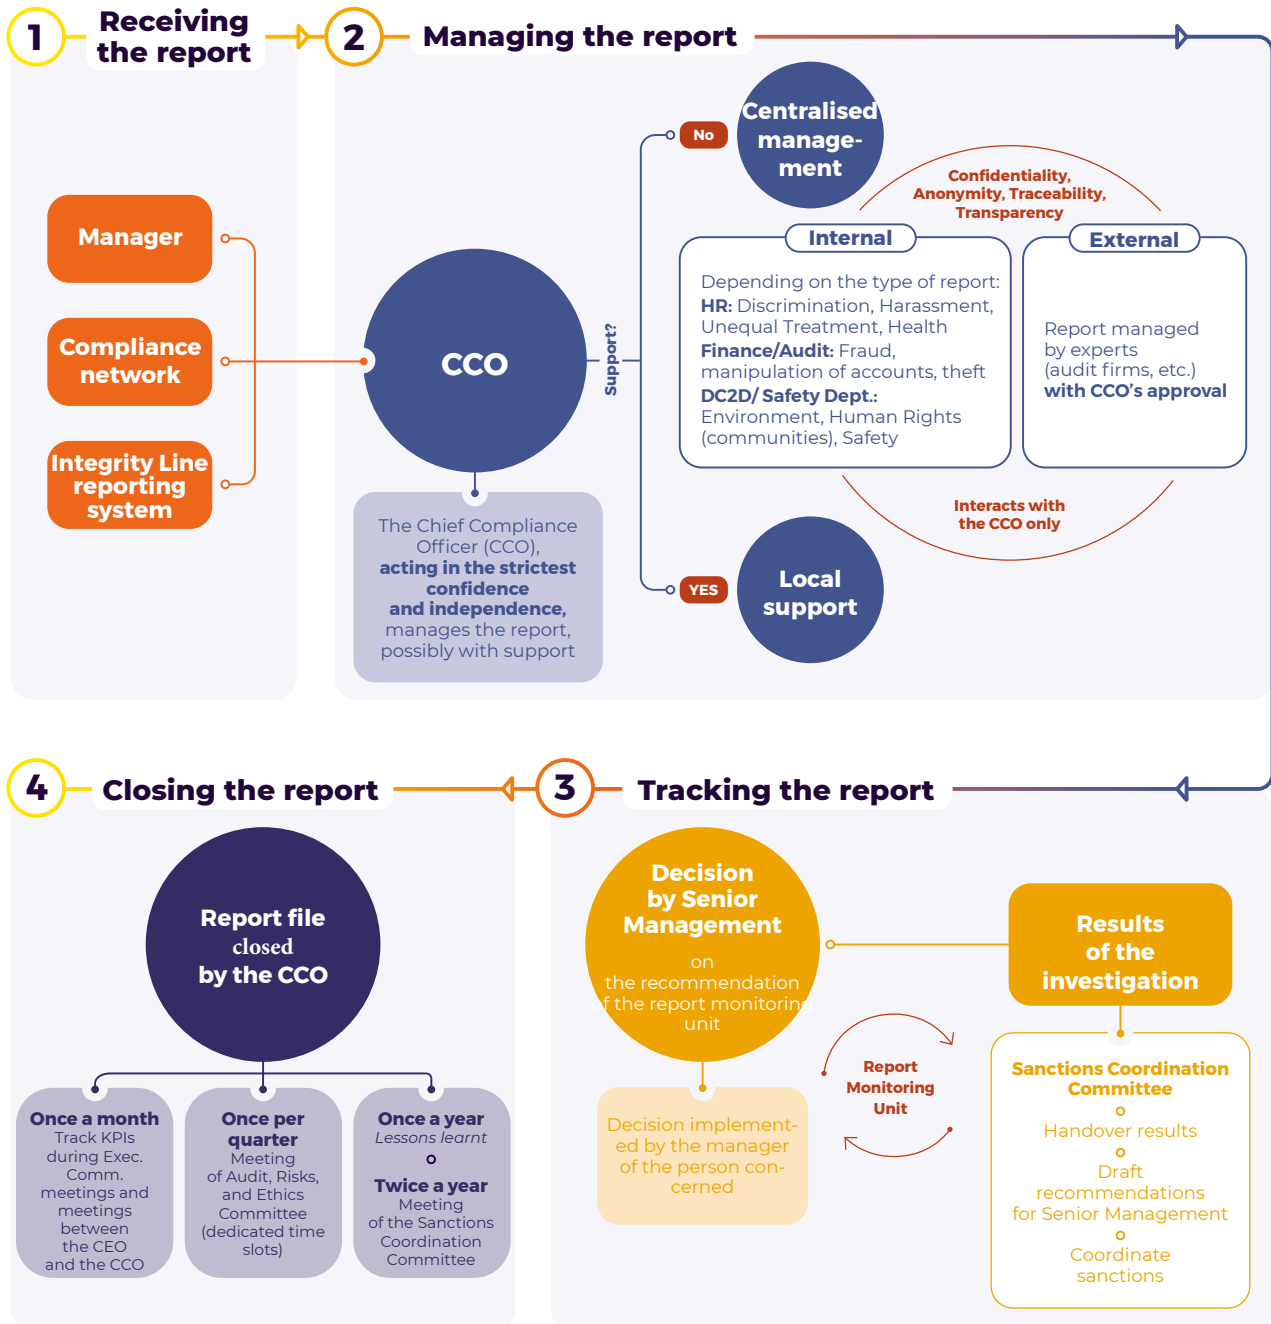 1
Receiving
the report
2
Managing the report
Manager
Compliance
network
Integrity Line
reporting
system
CCO
The Chief Compliance
Officer (CCO),
acting in the strictest
confidence
and independence,
manages the report,
possibly with support
Support?
No
Centralised
manage-
ment
Confidentiality,
Anonymity, Traceability,
Transparency
Internal
Depending on the type of report:
HR: Discrimination, Harassment,
Unequal Treatment, Health
Finance/Audit: Fraud,
manipulation of accounts, theft
DC2D/ Safety Dept.:
Environment, Human Rights
(communities), Safety
External
Report managed
by experts
(audit firms, etc.)
with CCO's approval
Interacts with
the CCO only
YES
Local
support
3
Tracking the report
Results
of the
investigation
Sanctions Coordination
Committee
Handover results
Draft
recommendations
for Senior Management
Coordinate
sanctions
Report
Monitoring
Unit
Decision
by Senior
Management
on
the recommendation
of the report monitoring
unit
Decision implement-
ed by the manager
of the person con-
cerned
4
Closing the report
Report file
closed
by the CCO
Once a month
Track KPIs
during Exec.
Comm.
meetings and
meetings
between
the CEO
and the CCO
Once per
quarter
Meeting
of Audit, Risks,
and Ethics
Committee
(dedicated time
slots)
Once a year
Lessons learnt
Twice a year
Meeting
of the Sanctions
Coordination
Committee